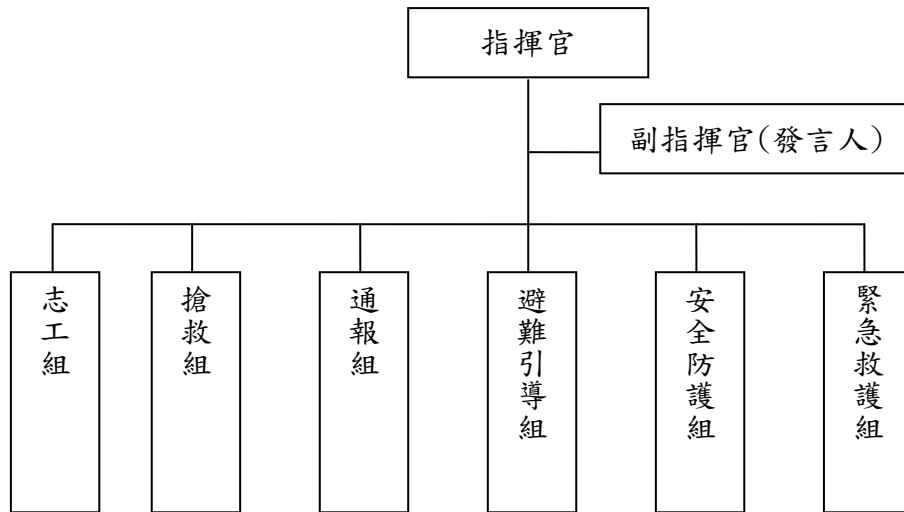 指揮官
副指揮官(發言人)
志工組
搶救組
通報組
避難引導組
安全防護組
緊急救護組